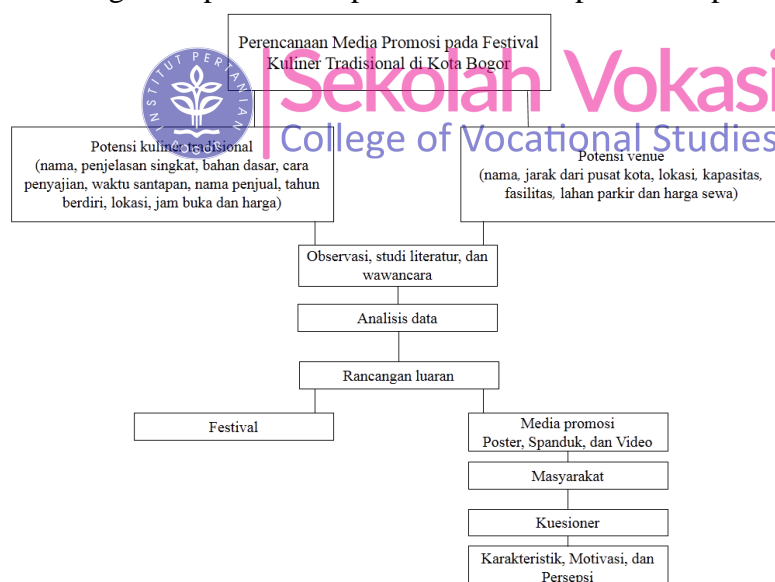 Perencanaan Media Promosi pada Festival
Kuliner Tradisional di Kota Bogor
INSTITUT PERTANIAN
BOGOR
Sekolah Vokasi
College of Vocational Studies
Potensi kuliner tradisional
(nama, penjelasan singkat, bahan dasar, cara
penyajian, waktu santapan, nama penjual, tahun
berdiri, lokasi, jam buka dan harga)
Potensi venue
(nama, jarak dari pusat kota, lokasi, kapasitas,
fasilitas, lahan parkir dan harga sewa)
Observasi, studi literatur, dan
wawancara
Analisis data
Rancangan luaran
Festival
Media promosi
Poster, Spanduk, dan Video
Masyarakat
Kuesioner
Karakteristik, Motivasi, dan
Persepsi